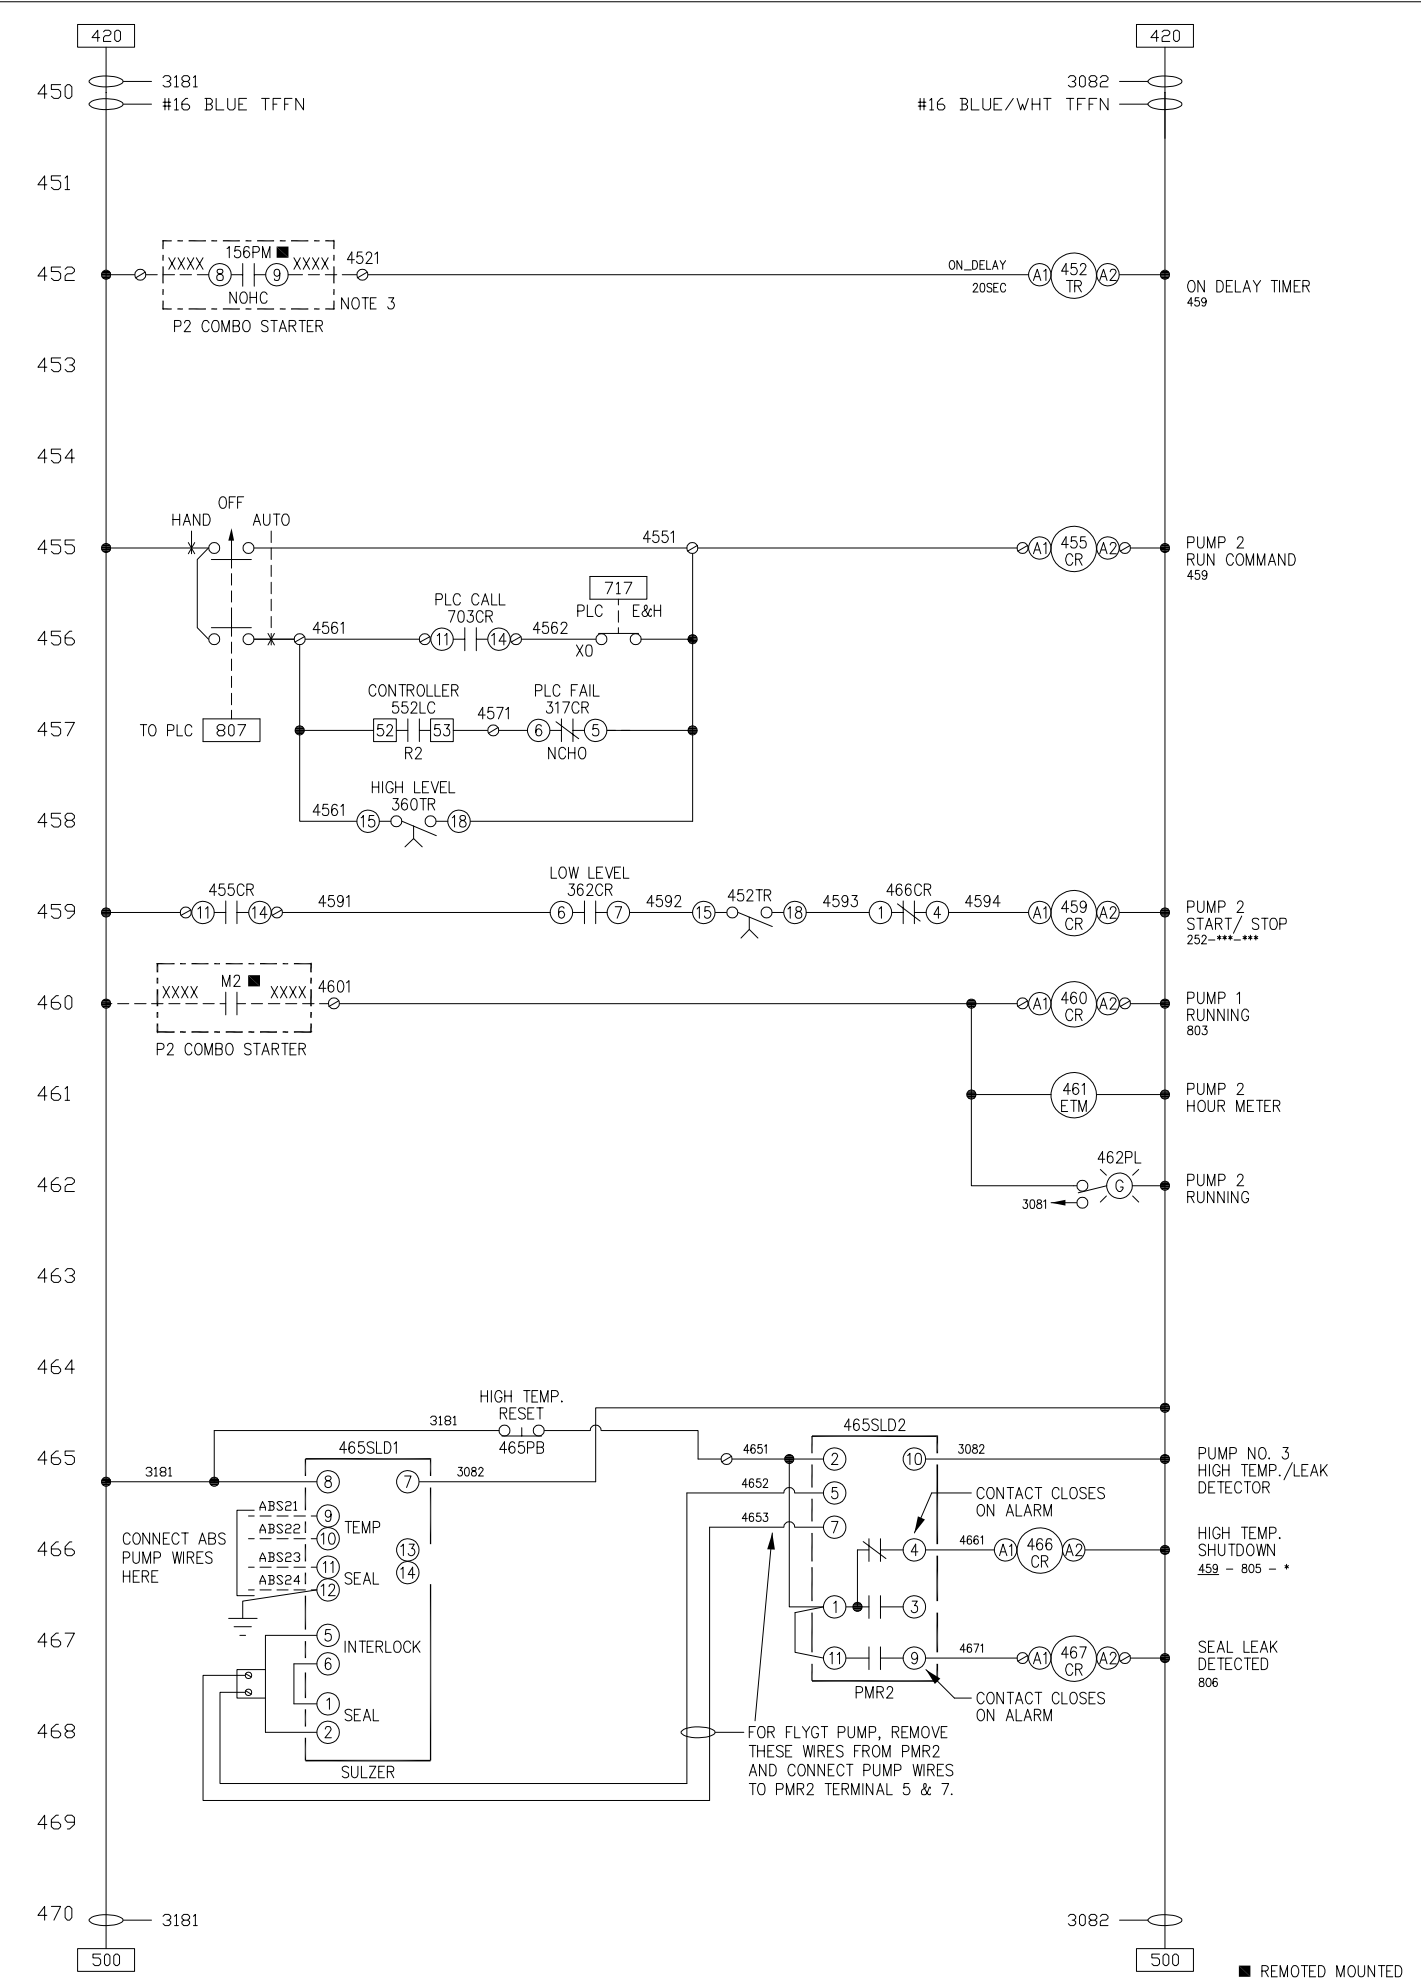 420
420
450
3181
3082
#16 BLUE TFFN
#16 BLUE/WHT TFFN
451
452
156PM
XXXX
8
9
XXXX
NOHC
4521
NOTE 3
P2 COMBO STARTER
ON_DELAY
20SEC
A1
452
TR
A2
ON DELAY TIMER
459
453
454
OFF
HAND
AUTO
455
4551
A1
455
CR
A2
PUMP 2
RUN COMMAND
459
717
PLC
E&H
PLC CALL
703CR
456
4561
11
14
4562
XO
CONTROLLER
552LC
PLC FAIL
317CR
457
TO PLC
807
52
53
R2
4571
6
5
NCHO
HIGH LEVEL
360TR
458
4561
15
18
459
455CR
11
14
4591
LOW LEVEL
362CR
6
7
4592
452TR
15
18
4593
466CR
1
4
4594
A1
459
CR
A2
PUMP 2
START/ STOP
252-***-***
460
M2
XXXX
XXXX
4601
P2 COMBO STARTER
A1
460
CR
A2
PUMP 1
RUNNING
803
461
461
ETM
PUMP 2
HOUR METER
462
462PL
G
3081
PUMP 2
RUNNING
463
464
HIGH TEMP.
RESET
3181
465PB
465
465SLD1
465SLD2
3181
8
7
3082
4651
2
10
3082
PUMP NO. 3
HIGH TEMP./LEAK
DETECTOR
4652
5
CONTACT CLOSES
ON ALARM
4653
7
ABS21
9
TEMP
ABS22
10
ABS23
11
SEAL
ABS24
12
13
14
CONNECT ABS
PUMP WIRES
HERE
466
4
4661
A1
466
CR
A2
HIGH TEMP.
SHUTDOWN
459 - 805 - *
1
3
467
5
INTERLOCK
6
11
9
4671
A1
467
CR
A2
SEAL LEAK
DETECTED
806
PMR2
CONTACT CLOSES
ON ALARM
1
SEAL
2
468
SULZER
FOR FLYGT PUMP, REMOVE
THESE WIRES FROM PMR2
AND CONNECT PUMP WIRES
TO PMR2 TERMINAL 5 & 7.
469
470
3181
3082
500
500
REMOTED MOUNTED